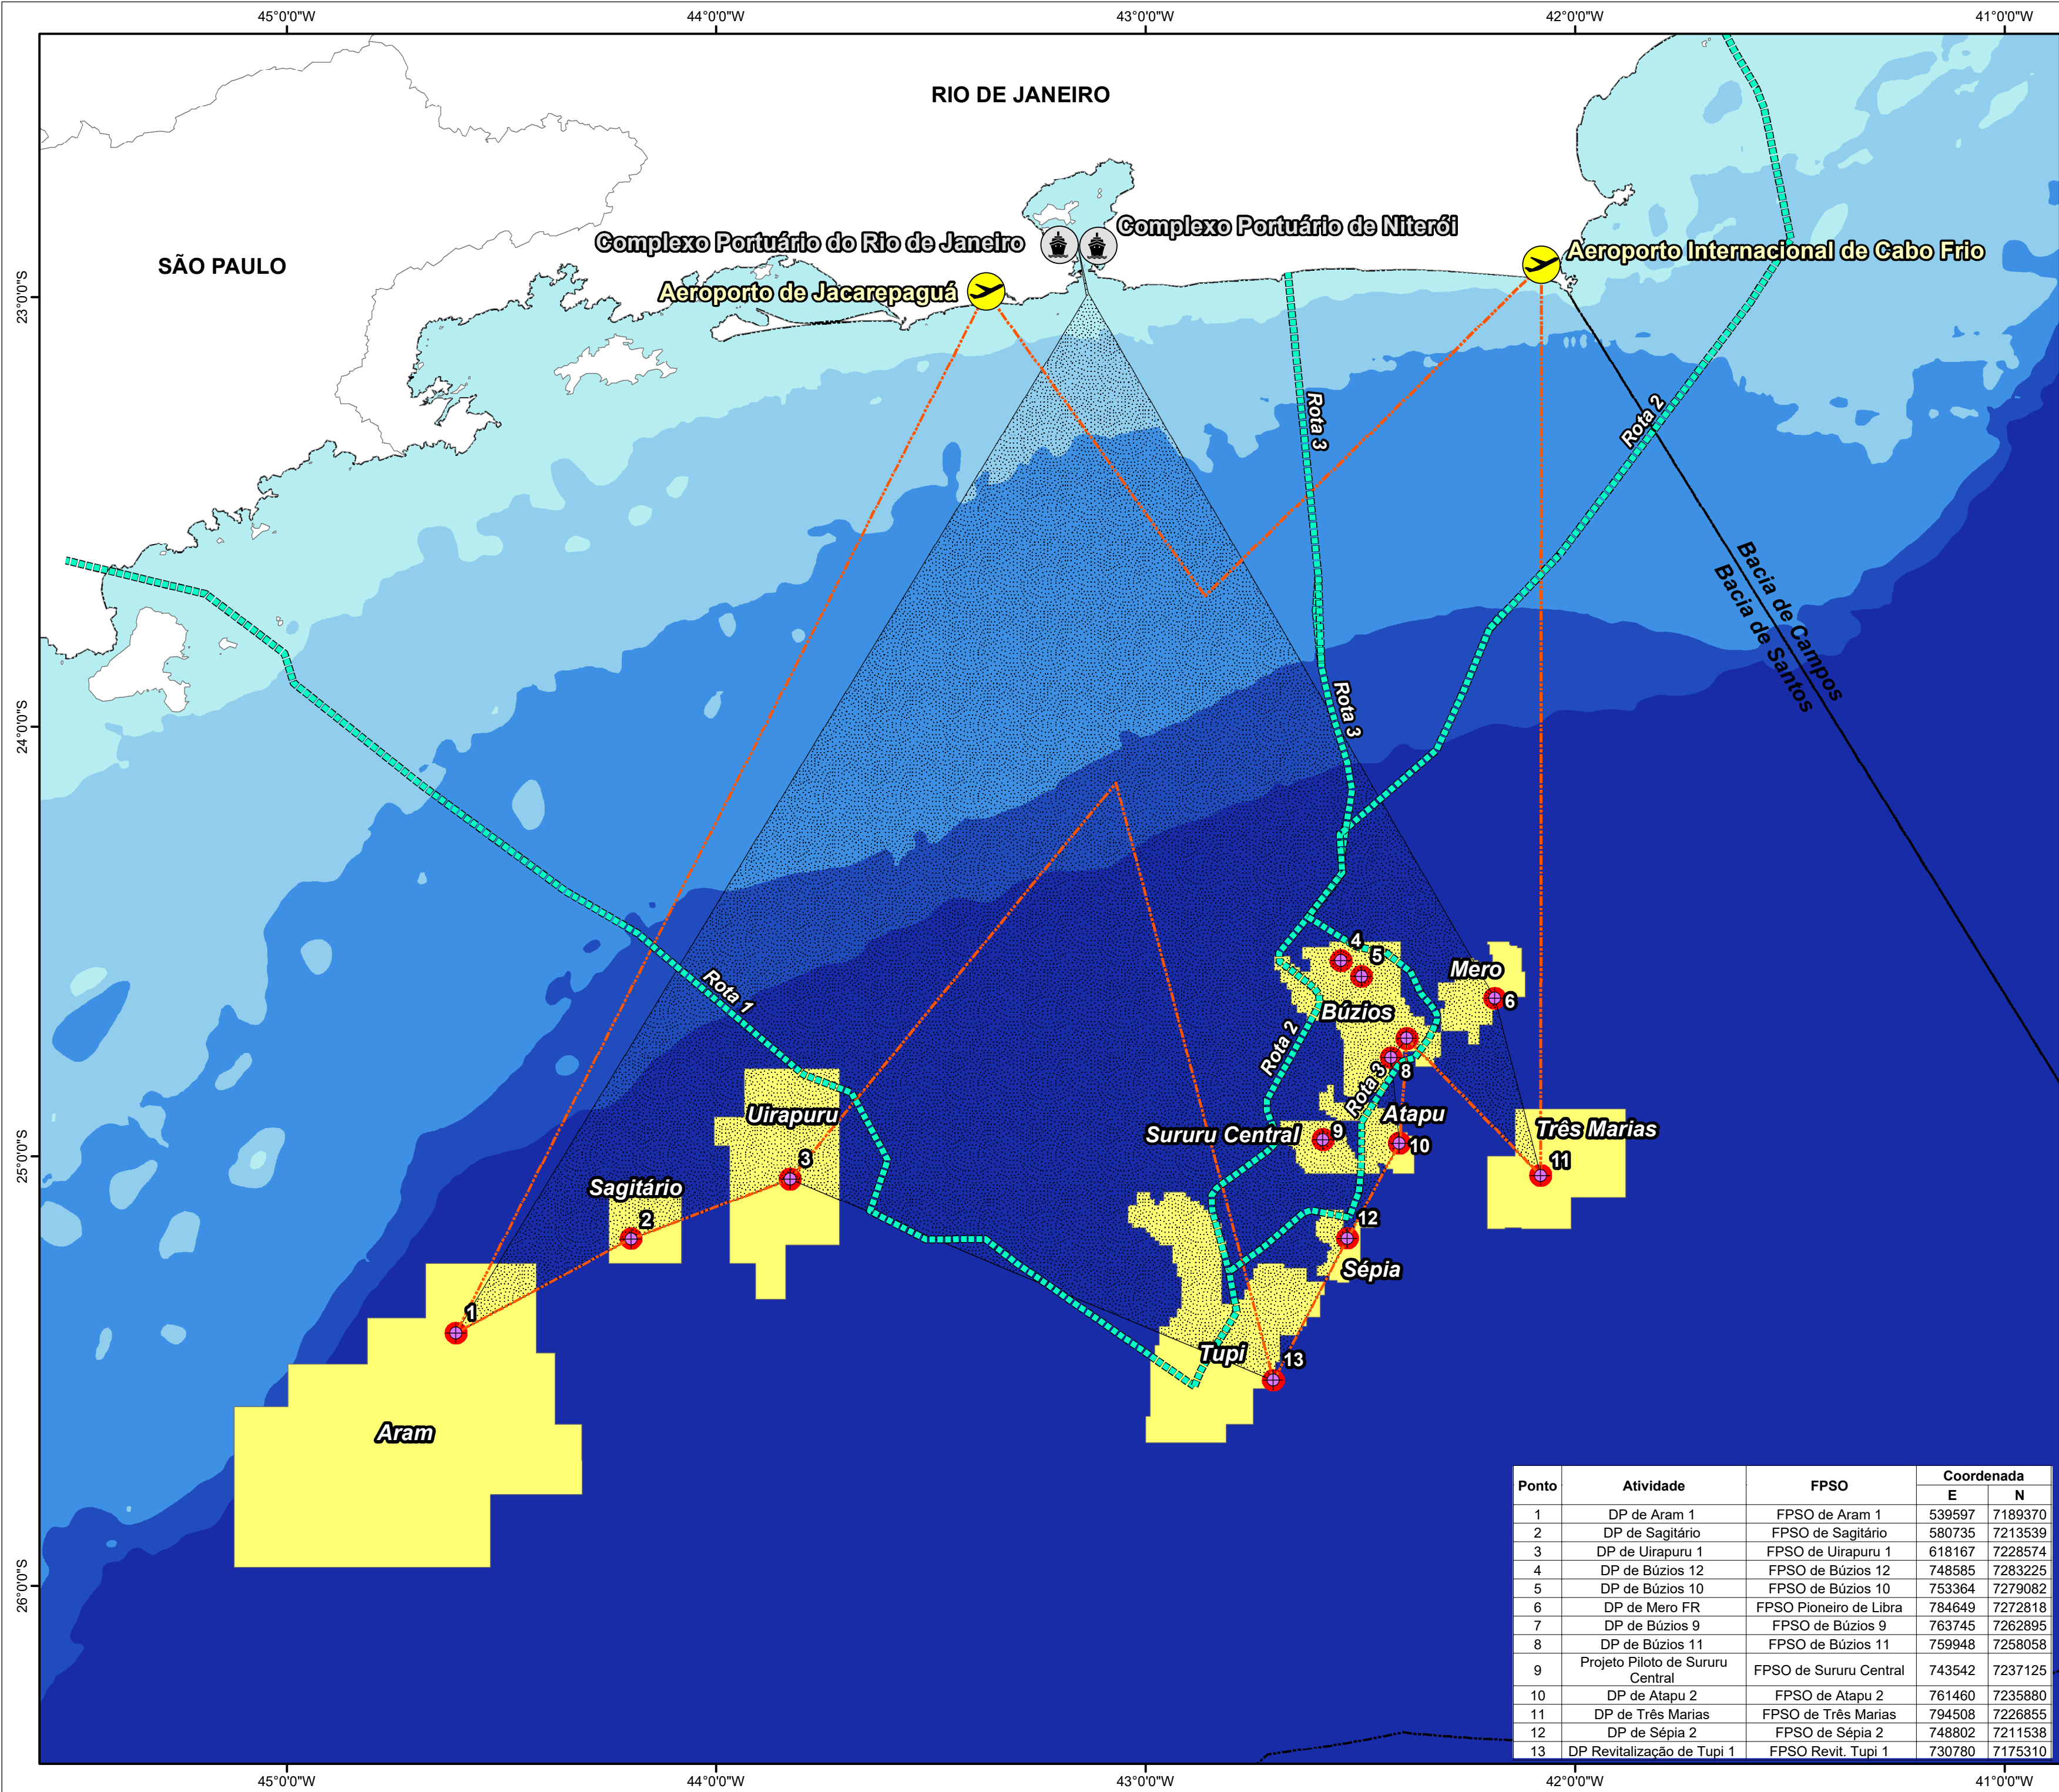 45°0'0"W 44°0'0"W 43°0'0"W 42°0'0"W 41°0'0"W
RIO DE JANEIRO
SÃO PAULO
Complexo Portuário do Rio de Janeiro
Complexo Portuário de Niterói
Aeroporto de Jacarepaguá
Aeroporto Internacional de Cabo Frio
23°0'0"S
Rota 3
Rota 2
Bacia de Campos
Bacia de Santos
24°0'0"S
Rota 3
Rota 1
4
5
Mero
6
Búzios
Rota 2
Rota 3
8
Uirapuru
Atapu
Sururu Central
9
10
Três Marias
25°0'0"S
3
11
Sagitário
2
12
Sépia
1
Tupi
13
Aram
26°0'0"S
Ponto Atividade FPSO Coordenada
E N
1 DP de Aram 1 FPSO de Aram 1 539597 7189370
2 DP de Sagitário FPSO de Sagitário 580735 7213539
3 DP de Uirapuru 1 FPSO de Uirapuru 1 618167 7228574
4 DP de Búzios 12 FPSO de Búzios 12 748585 7283225
5 DP de Búzios 10 FPSO de Búzios 10 753364 7279082
6 DP de Mero FR FPSO Pioneiro de Libra 784649 7272818
7 DP de Búzios 9 FPSO de Búzios 9 763745 7262895
8 DP de Búzios 11 FPSO de Búzios 11 759948 7258058
9 Projeto Piloto de Sururu Central FPSO de Sururu Central 743542 7237125
10 DP de Atapu 2 FPSO de Atapu 2 761460 7235880
11 DP de Três Marias FPSO de Três Marias 794508 7226855
12 DP de Sépia 2 FPSO de Sépia 2 748802 7211538
13 DP Revitalização de Tupi 1 FPSO Revit. Tupi 1 730780 7175310
45°0'0"W 44°0'0"W 43°0'0"W 42°0'0"W 41°0'0"W